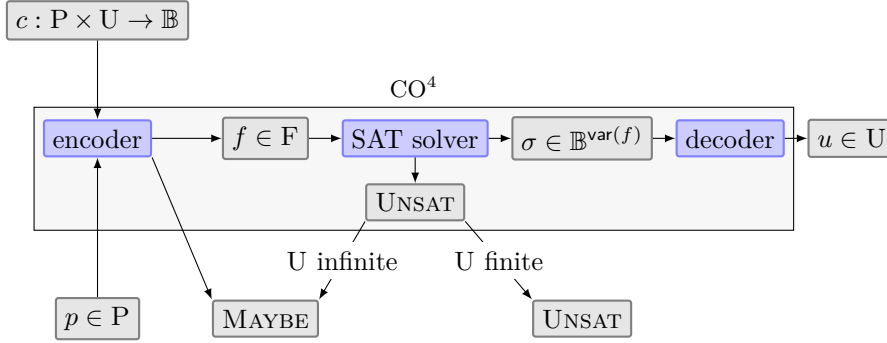 c : P × U → 𝔹
CO⁴
encoder
f ∈ F
SAT solver
σ ∈ 𝔹^var(f)
decoder
u ∈ U
UNSAT
U infinite
U finite
p ∈ P
MAYBE
UNSAT